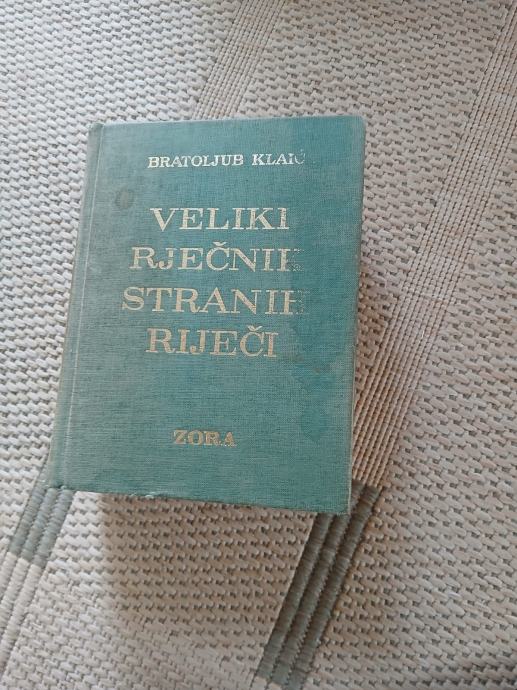 BRATOLJUB KLAIĆ
VELIKI
RJEČNIK
STRANIH
RIJEČI
ZORA